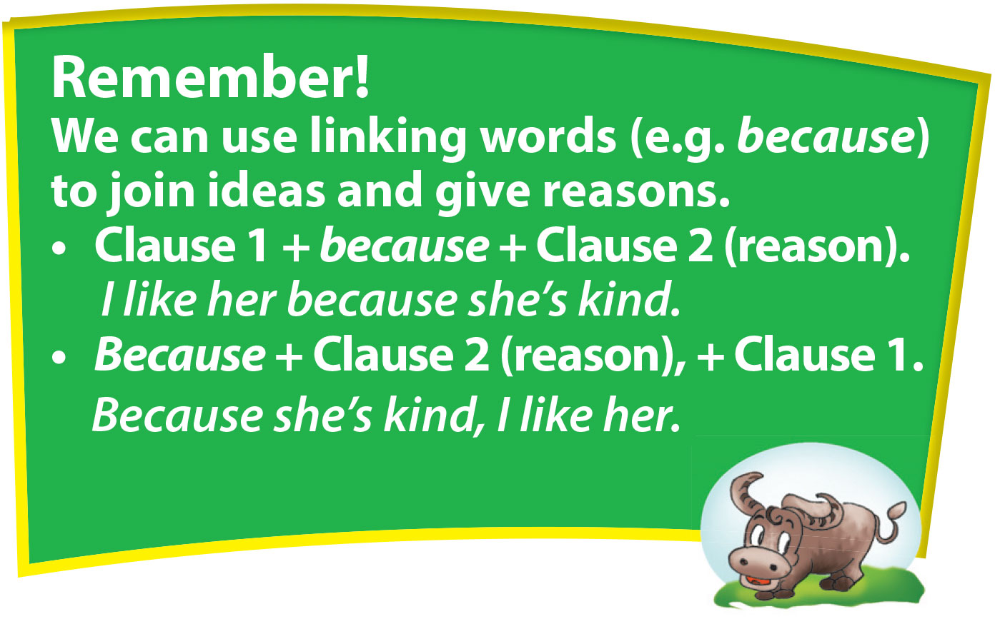 Remember!
We can use linking words (e.g. because)
to join ideas and give reasons.
• Clause 1 + because + Clause 2 (reason).
I like her because she’s kind.
• Because + Clause 2 (reason), + Clause 1.
Because she’s kind, I like her.